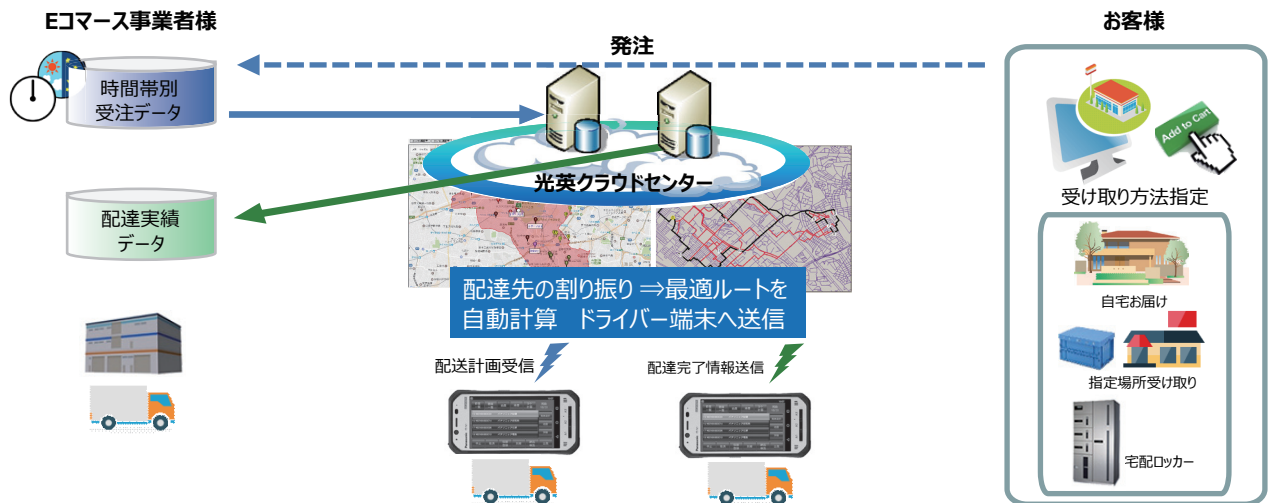 Eコマース事業者様
お客様
発注
時間帯別
受注データ
Add to Cart
光英クラウドセンター
受け取り方法指定
配達実績
データ
配達先の割り振り⇒最適ルートを
自動計算 ドライバー端末へ送信
自宅お届け
配送計画受信
配達完了情報送信
指定場所受け取り
宅配ロッカー